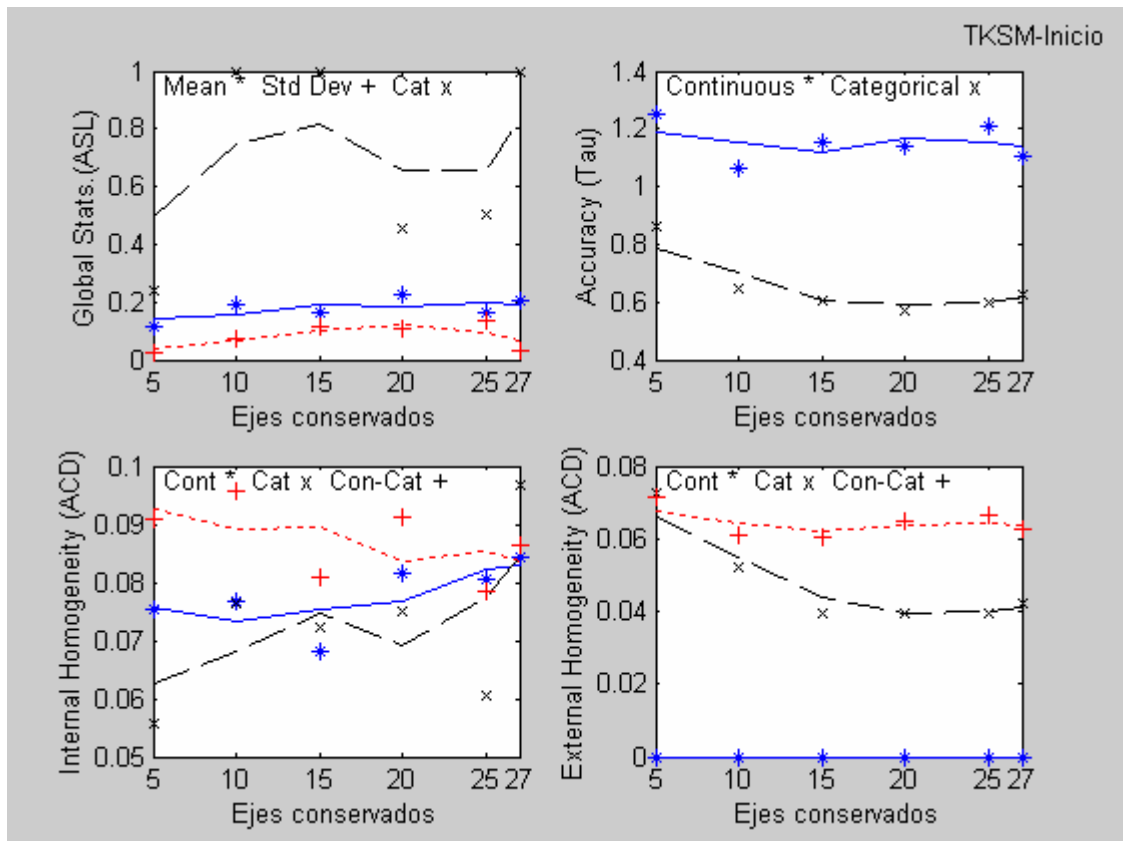 TKSM-Inicio
Mean * Std Dev + Cat x
Global Stats.(ASL)
1
0.8
0.6
0.4
0.2
0
5 10 15 20 25 27
Ejes conservados
Continuous * Categorical x
Accuracy (Tau)
1.4
1.2
1
0.8
0.6
0.4
5 10 15 20 25 27
Ejes conservados
Cont * Cat x Con-Cat +
Internal Homogeneity (ACD)
0.1
0.09
0.08
0.07
0.06
0.05
5 10 15 20 25 27
Ejes conservados
Cont * Cat x Con-Cat +
External Homogeneity (ACD)
0.08
0.06
0.04
0.02
0
5 10 15 20 25 27
Ejes conservados